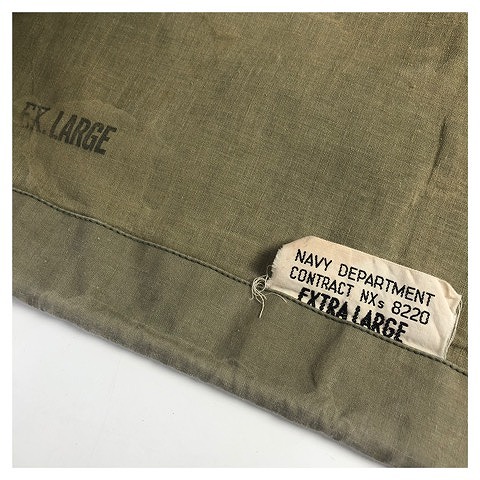 EX. LARGE
NAVY DEPARTMENT
CONTRACT NXs 8220
EXTRA LARGE